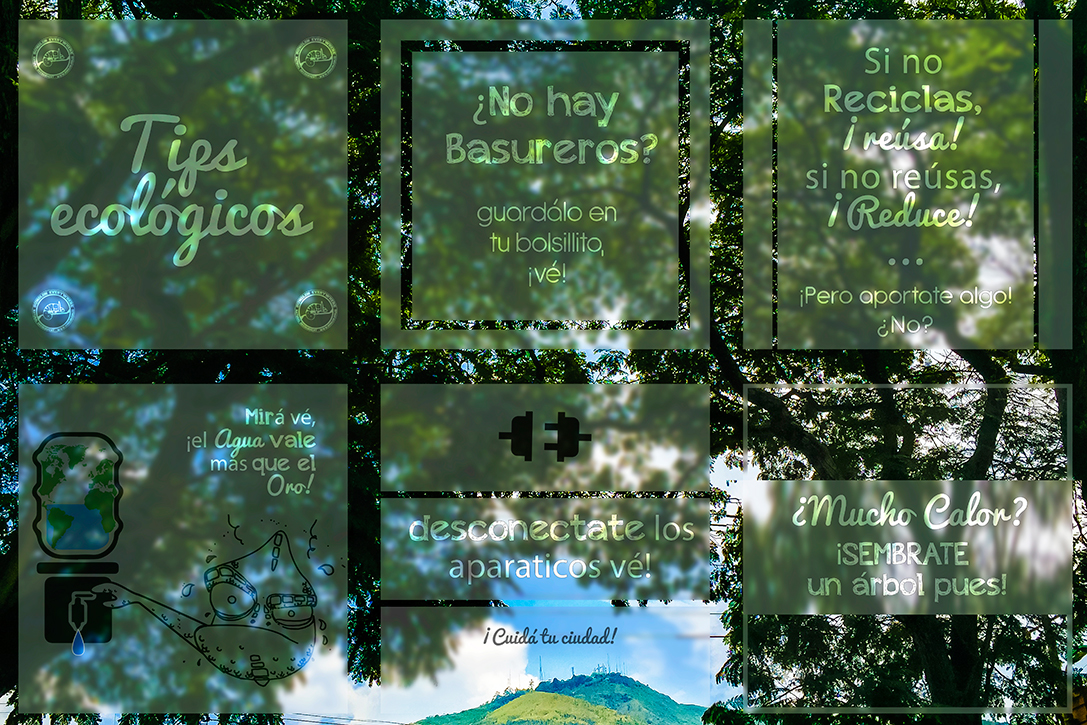 Tips
ecológicos
¿No hay
Basureros?
guardálo en
tu bolsillito,
¡vé!
Si no
Reciclas,
¡reúsa!
si no reúsas,
¡Reduce!
...
¡Pero aportate algo!
¿No?
Mirá vé,
¡el Agua vale
más que el
Oro!
desconectate los
aparaticos vé!
¡Cuidá tu ciudad!
¿Mucho Calor?
¡SEMBRATE
un árbol pues!